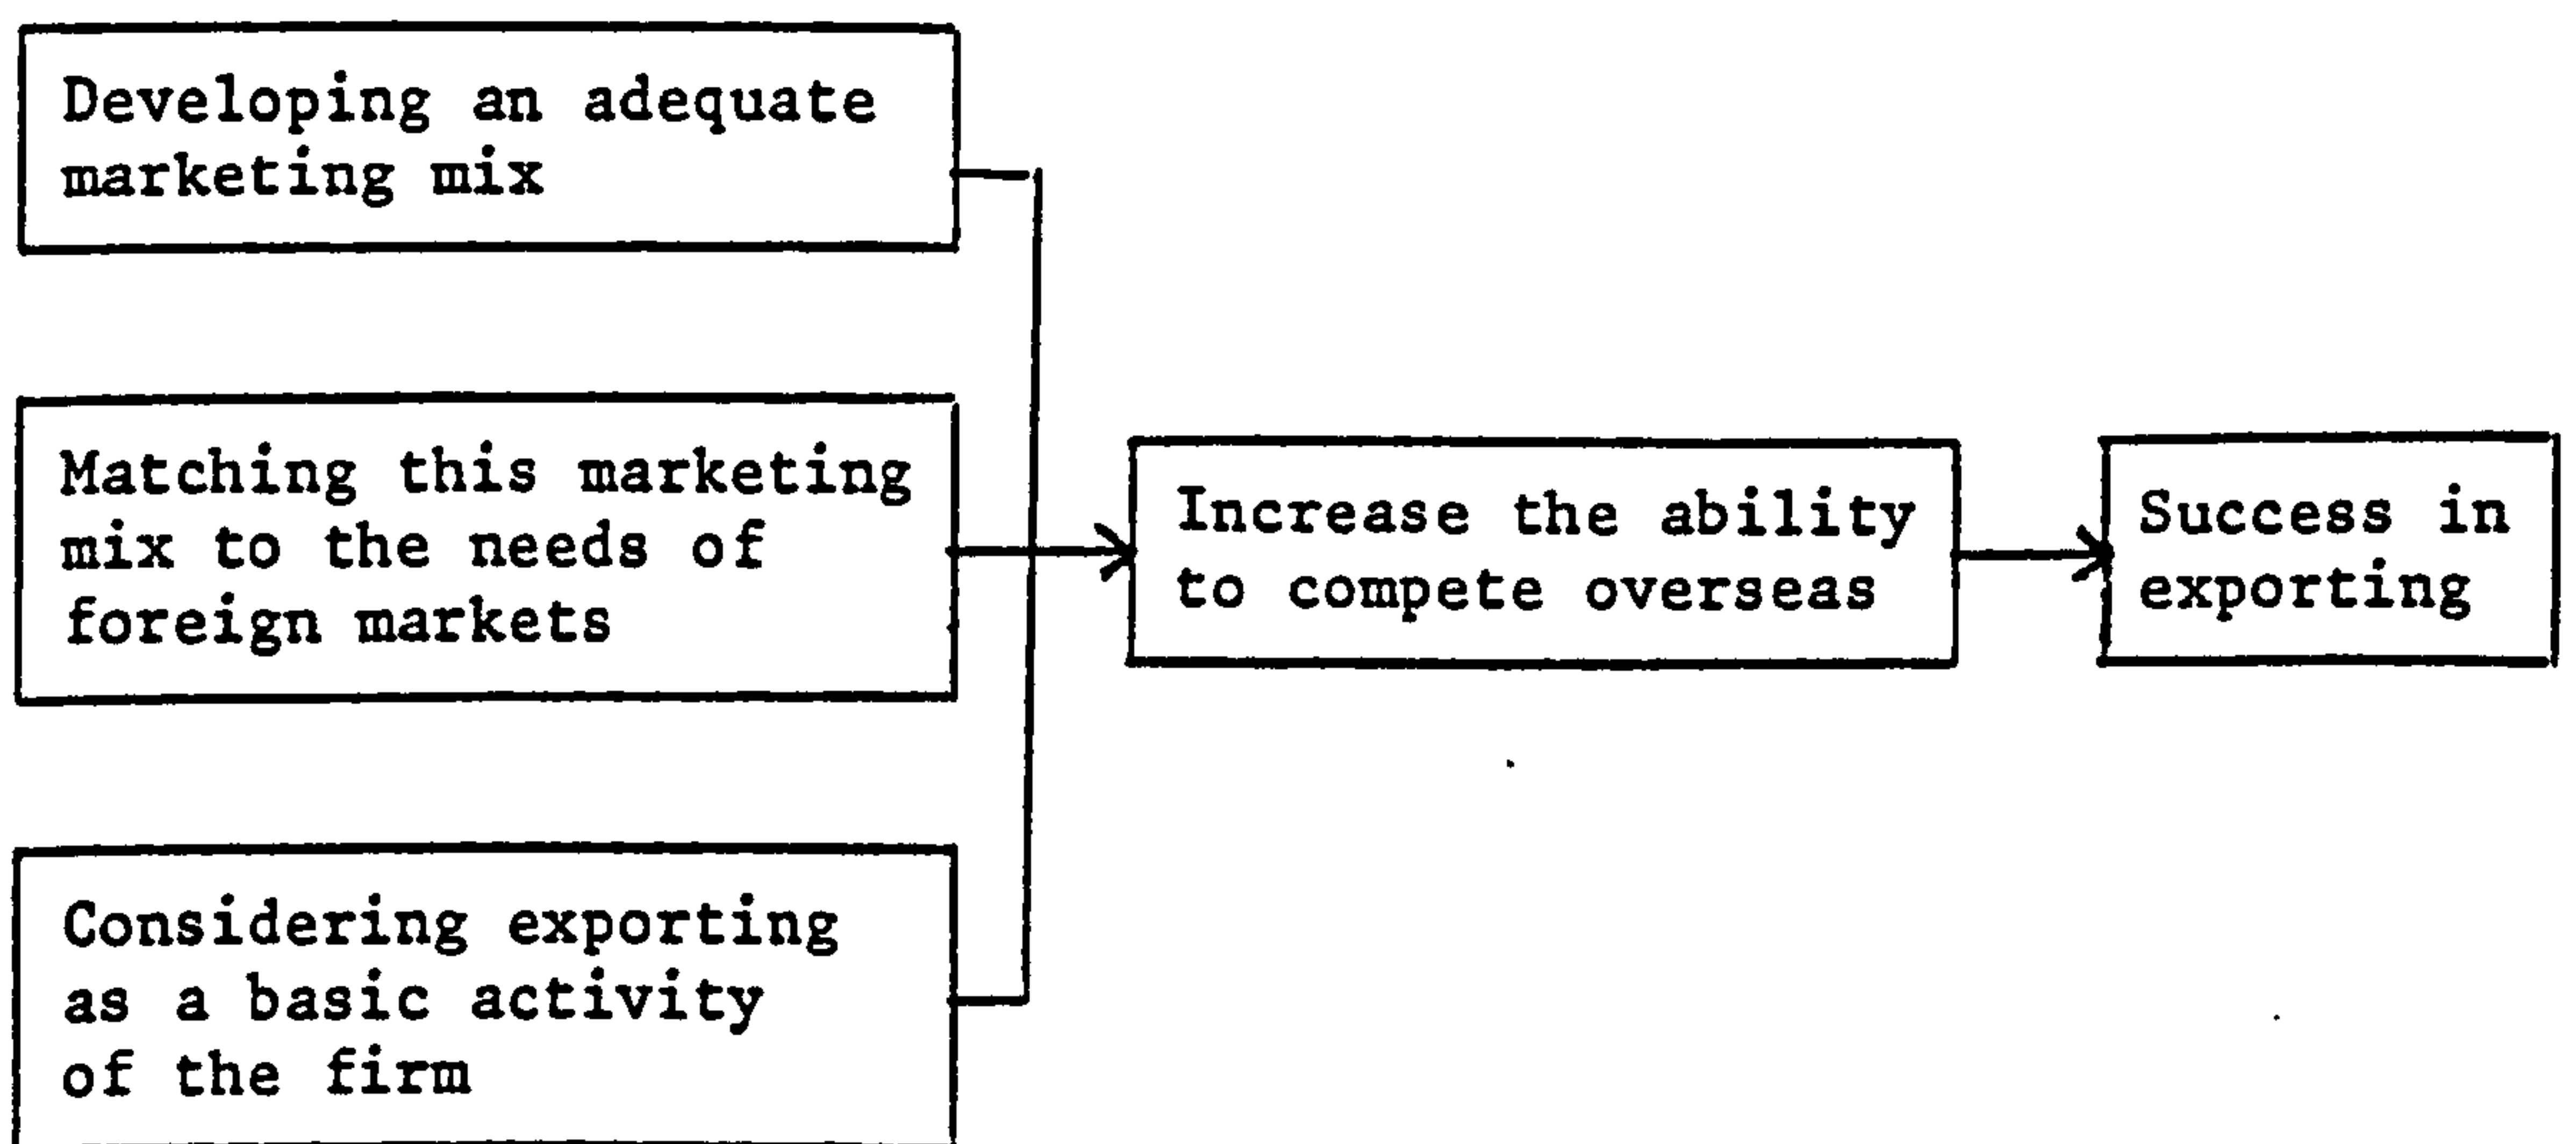 Developing an adequate
marketing mix
Matching this marketing
mix to the needs of
foreign markets
Considering exporting
as a basic activity
of the firm
Increase the ability
to compete overseas
Success in
exporting